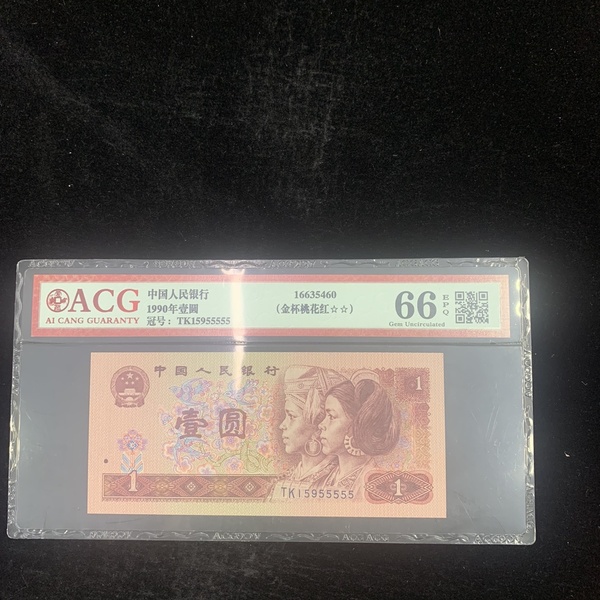 ACG
AI CANG GUARANTY
中国人民银行
1990年壹圆
冠号：TK15955555
16635460
（金杯桃花红☆☆）
66
EPQ
Gem Uncirculated
中国人民银行
壹圆
1
1
1
TK15955555